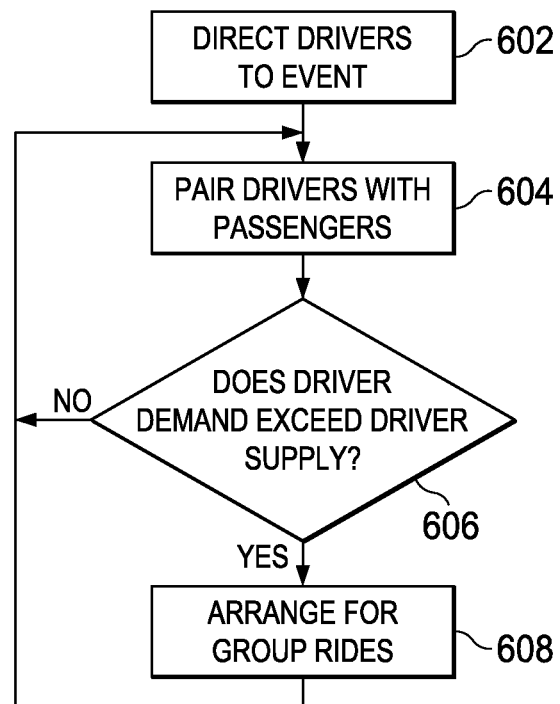 DIRECT DRIVERS
TO EVENT
602
PAIR DRIVERS WITH
PASSENGERS
604
DOES DRIVER
DEMAND EXCEED DRIVER
SUPPLY?
NO
606
YES
ARRANGE FOR
GROUP RIDES
608